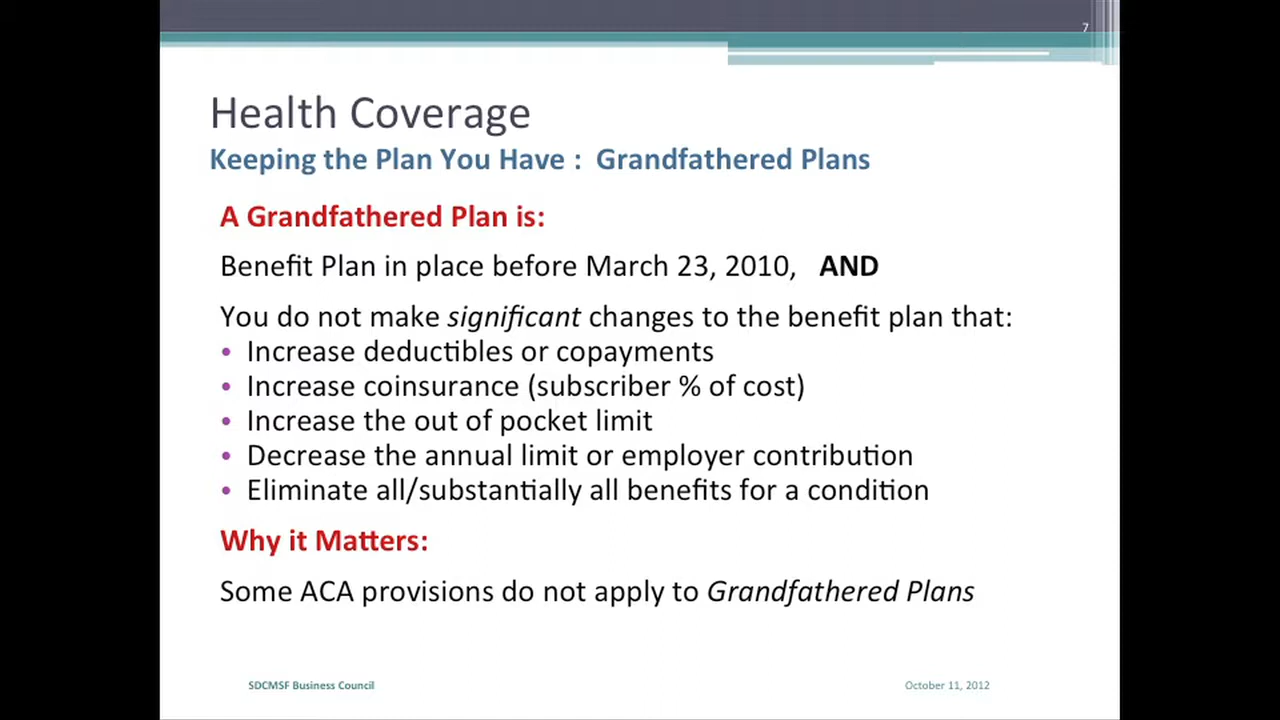 7
Health Coverage
Keeping the Plan You Have : Grandfathered Plans
A Grandfathered Plan is:
Benefit Plan in place before March 23, 2010, AND
You do not make significant changes to the benefit plan that:
• Increase deductibles or copayments
• Increase coinsurance (subscriber % of cost)
• Increase the out of pocket limit
• Decrease the annual limit or employer contribution
• Eliminate all/substantially all benefits for a condition
Why it Matters:
Some ACA provisions do not apply to Grandfathered Plans
SDCMSF Business Council
October 11, 2012